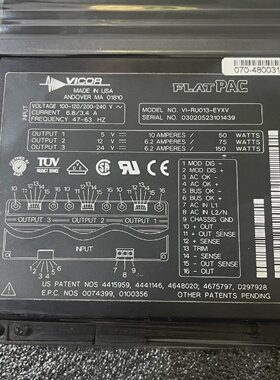 070-480031
VICOR
FLATPAC
MADE IN USA
ANDOVER MA 01810
INPUT
VOLTAGE 100-120/200-240 V ~
CURRENT 6.8/3.4 A
FREQUENCY 47-63 HZ
MODEL NO. VI-RU013-EYXV
SERIAL NO. 03020523101439
OUTPUT 1 5 V 10 AMPERES / 50 WATTS
OUTPUT 2 12 V 6.2 AMPERES / 75 WATTS
OUTPUT 3 24 V 6.2 AMPERES / 150 WATTS
TUV
CE
1 MOD DIS -
2 MOD DIS +
3 AC OK -
4 AC OK +
5 BUS OK -
6 BUS OK +
7 AC IN L1
8 AC IN L2/N
9 CHASSIS GND
10 + OUT
11 + OUT SENSE
12 + SENSE
13 TRIM
14 - SENSE
15 - OUT SENSE
16 - OUT
OUTPUT 3
OUTPUT 2
OUTPUT 1
INPUT
US PATENT NOS 4415959, 4441146, 4648020; 4675797, D297928
E.P.C. NOS 0074399, 0100356 OTHER PATENTS PENDING